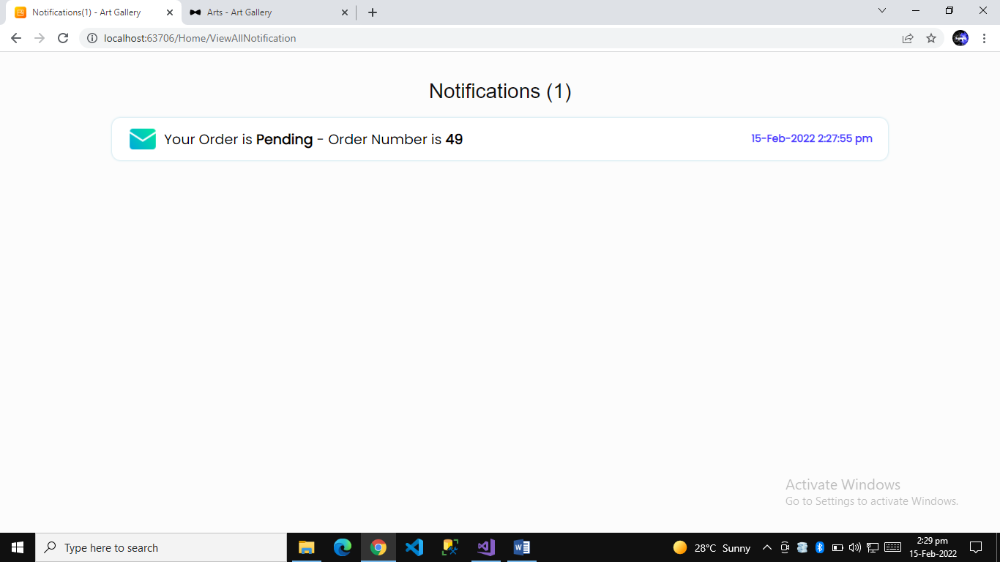 Notifications(1) - Art Gallery
Arts - Art Gallery
localhost:63706/Home/ViewAllNotification
Notifications (1)
Your Order is Pending - Order Number is 49
15-Feb-2022 2:27:55 pm
Activate Windows
Go to Settings to activate Windows.
Type here to search
28°C Sunny
2:29 pm
15-Feb-2022